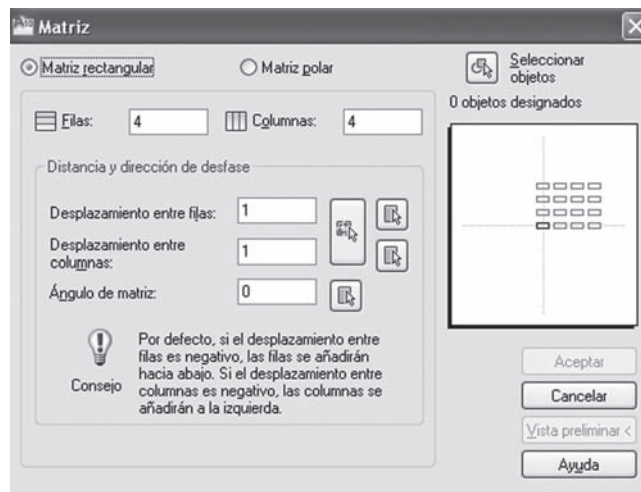 Matriz
Matriz rectangular
Matriz polar
Seleccionar
objetos
0 objetos designados
Filas: 4
Columnas: 4
Distancia y dirección de desfase
Desplazamiento entre filas: 1
Desplazamiento entre
columnas: 1
Ángulo de matriz: 0
Consejo
Por defecto, si el desplazamiento entre
filas es negativo, las filas se añadirán
hacia abajo. Si el desplazamiento entre
columnas es negativo, las columnas se
añadirán a la izquierda.
Aceptar
Cancelar
Vista preliminar <
Ayuda